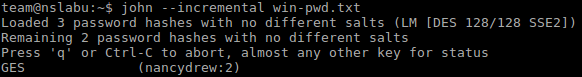 team@nslabu:~$ john --incremental win-pwd.txt
Loaded 3 password hashes with no different salts (LM [DES 128/128 SSE2])
Remaining 2 password hashes with no different salts
Press 'q' or Ctrl-C to abort, almost any other key for status
GES              (nancydrew:2)